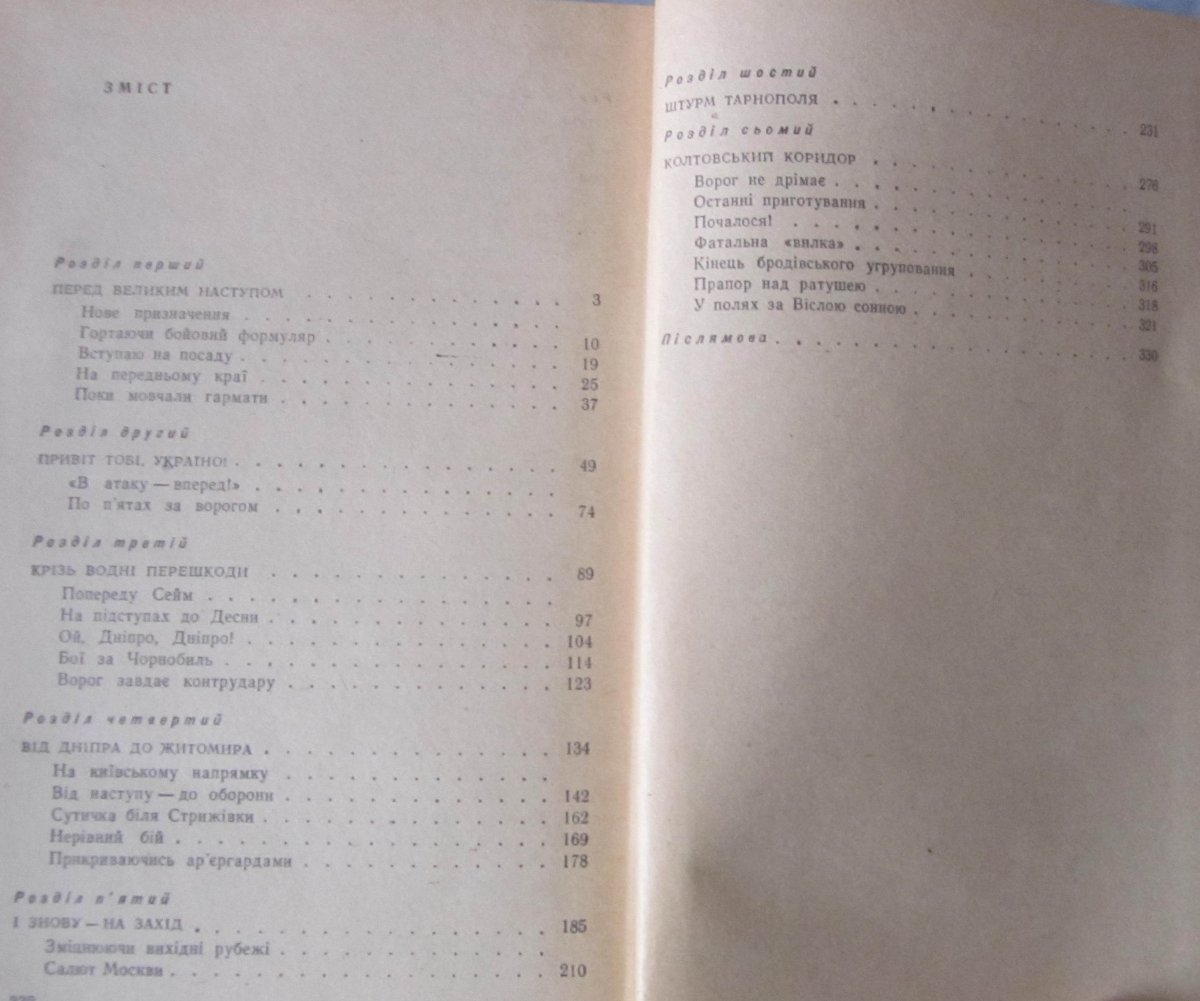 ЗМІСТ
Розділ перший
ПЕРЕД ВЕЛИКИМ НАСТУПОМ . . . . . . . . . . . 3
Нове призначення . . . . . . . . . . .
Гортаючи бойовий формуляр . . . . . . . . . . 10
Вступаю на посаду . . . . . . . . . . . 19
На передньому краї . . . . . . . . . . . 25
Поки мовчали гармати . . . . . . . . . . . 37
Розділ другий
ПРИВІТ ТОБІ, УКРАЇНО! . . . . . . . . . . . 49
«В атаку — вперед!» . . . . . . . . . . .
По п'ятах за ворогом . . . . . . . . . . . 74
Розділ третій
КРІЗЬ ВОДНІ ПЕРЕШКОДИ . . . . . . . . . . . 89
Попереду Сейм . . . . . . . . . . .
На підступах до Десни . . . . . . . . . . . 97
Ой, Дніпро, Дніпро! . . . . . . . . . . . 104
Бої за Чорнобиль . . . . . . . . . . . 114
Ворог завдає контрудару . . . . . . . . . . . 123
Розділ четвертий
ВІД ДНІПРА ДО ЖИТОМИРА . . . . . . . . . . . 134
На київському напрямку . . . . . . . . . . .
Від наступу — до оборони . . . . . . . . . . . 142
Сутичка біля Стрижівки . . . . . . . . . . . 162
Нерівний бій . . . . . . . . . . . 169
Прикриваючись ар'єргардами . . . . . . . . . . 178
Розділ п'ятий
І ЗНОВУ — НА ЗАХІД . . . . . . . . . . . 185
Зміцнюючи вихідні рубежі . . . . . . . . . . .
Салют Москви . . . . . . . . . . . 210
Розділ шостий
ШТУРМ ТАРНОПОЛЯ . . . . . . . . . . . 231
Розділ сьомий
КОЛТОВСЬКИЙ КОРИДОР . . . . . . . . . . . 276
Ворог не дрімає . . . . . . . . . . .
Останні приготування . . . . . . . . . . . 291
Почалося! . . . . . . . . . . . 298
Фатальна «вилка» . . . . . . . . . . . 305
Кінець бродівського угруповання . . . . . . . . 316
Прапор над ратушею . . . . . . . . . . . 318
У полях за Віслою сонною . . . . . . . . . . 321
Післямова . . . . . . . . . . . 330